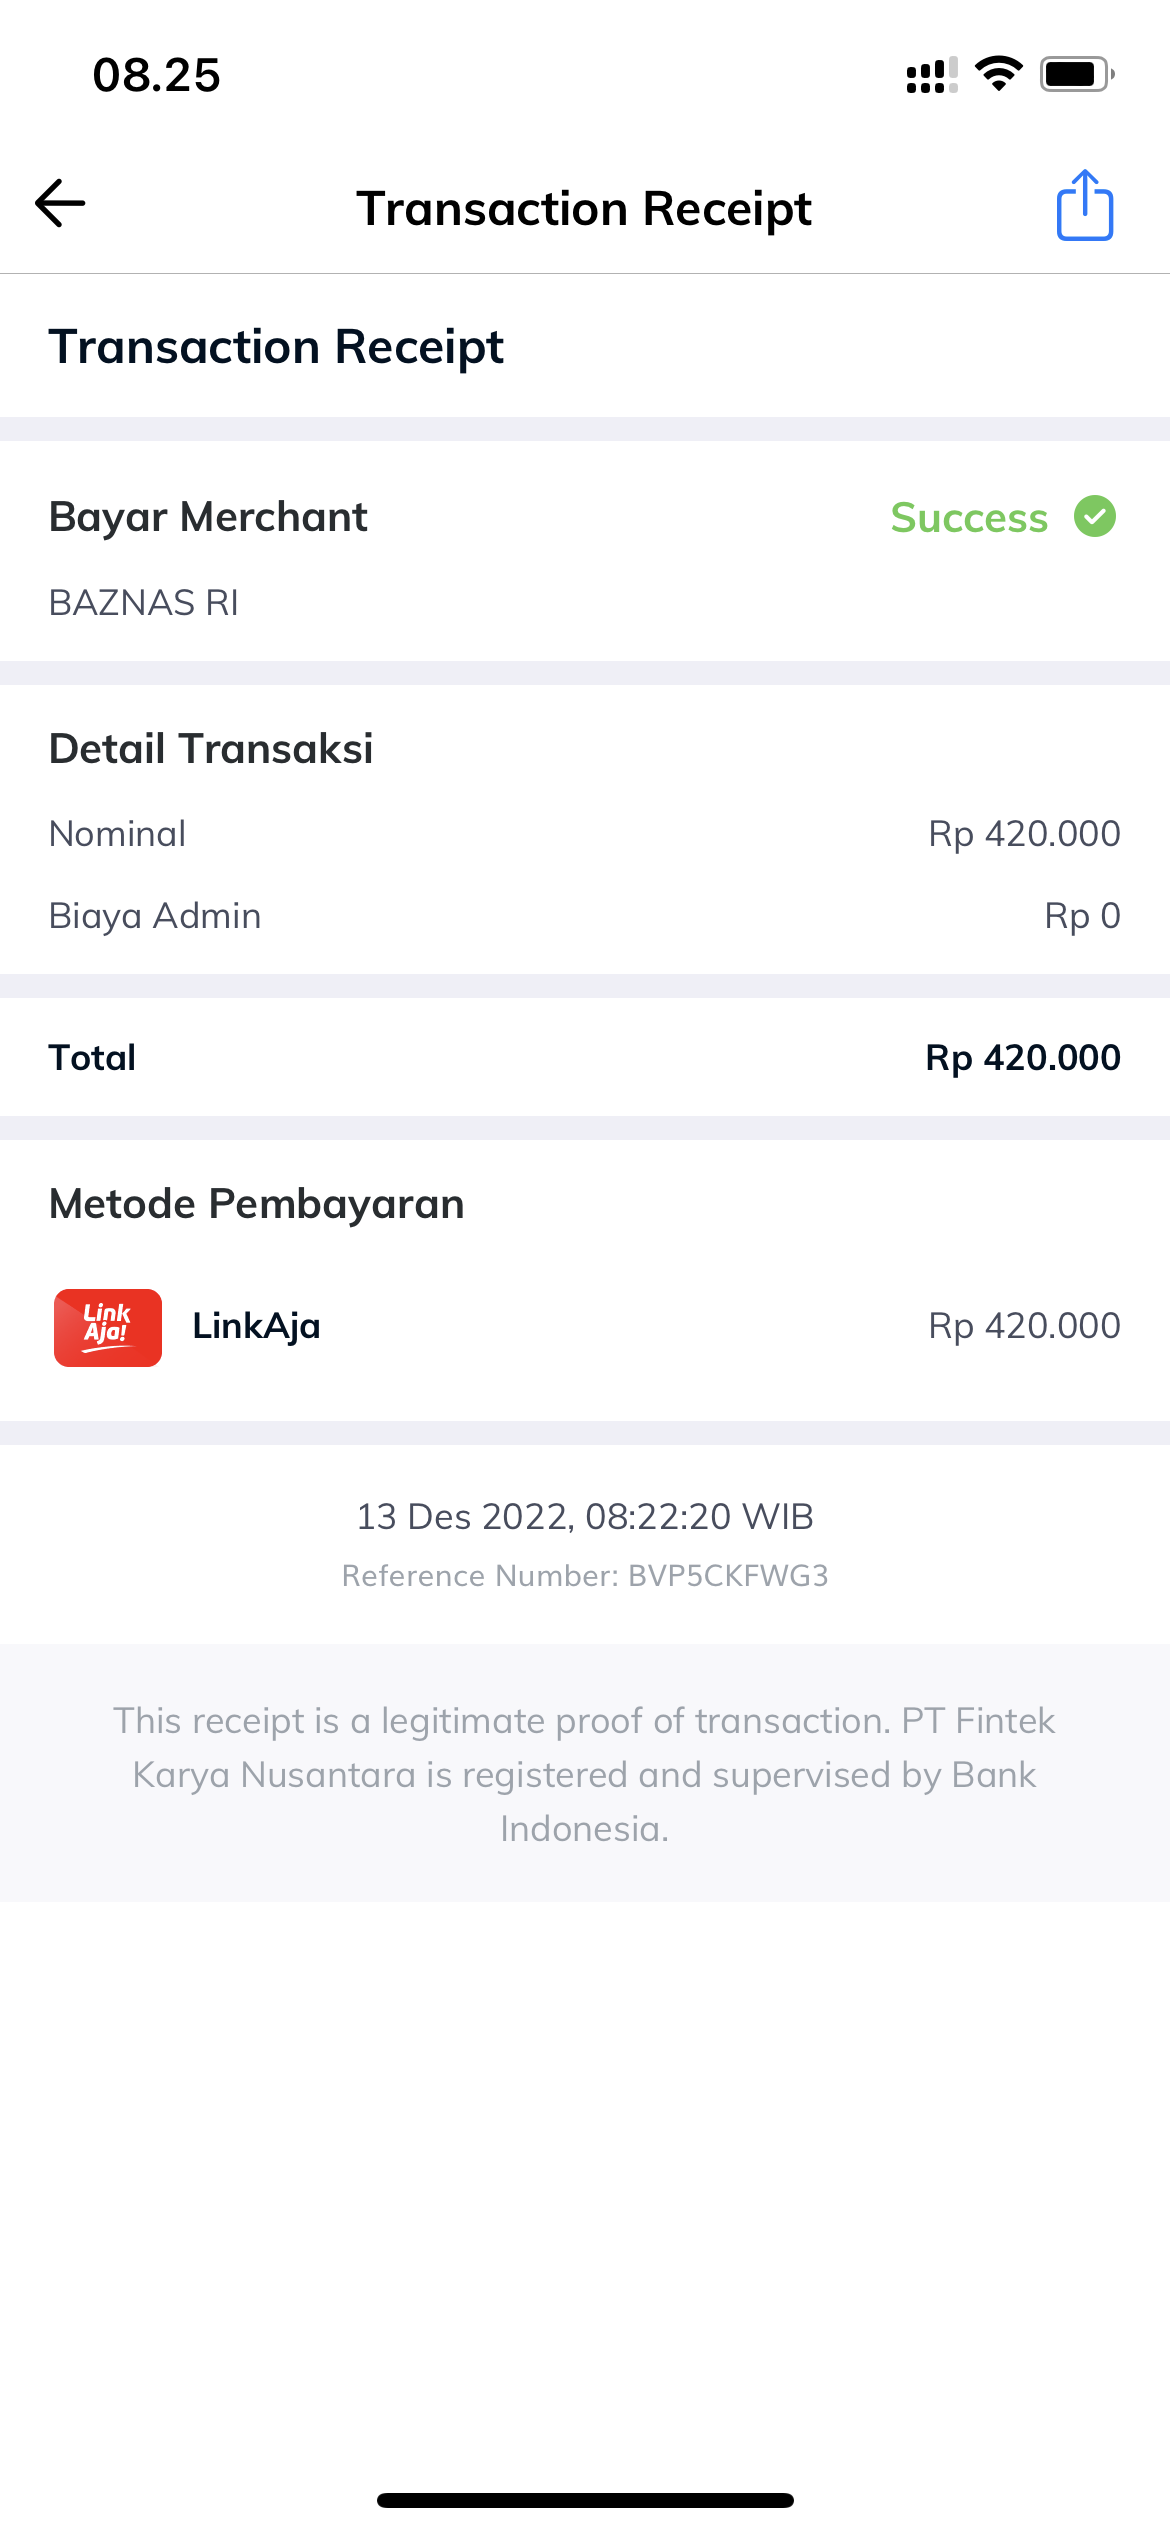 08.25
Transaction Receipt
Transaction Receipt
Bayar Merchant Success
BAZNAS RI
Detail Transaksi
Nominal Rp 420.000
Biaya Admin Rp 0
Total Rp 420.000
Metode Pembayaran
Link
Aja!
LinkAja Rp 420.000
13 Des 2022, 08:22:20 WIB
Reference Number: BVP5CKFWG3
This receipt is a legitimate proof of transaction. PT Fintek
Karya Nusantara is registered and supervised by Bank
Indonesia.